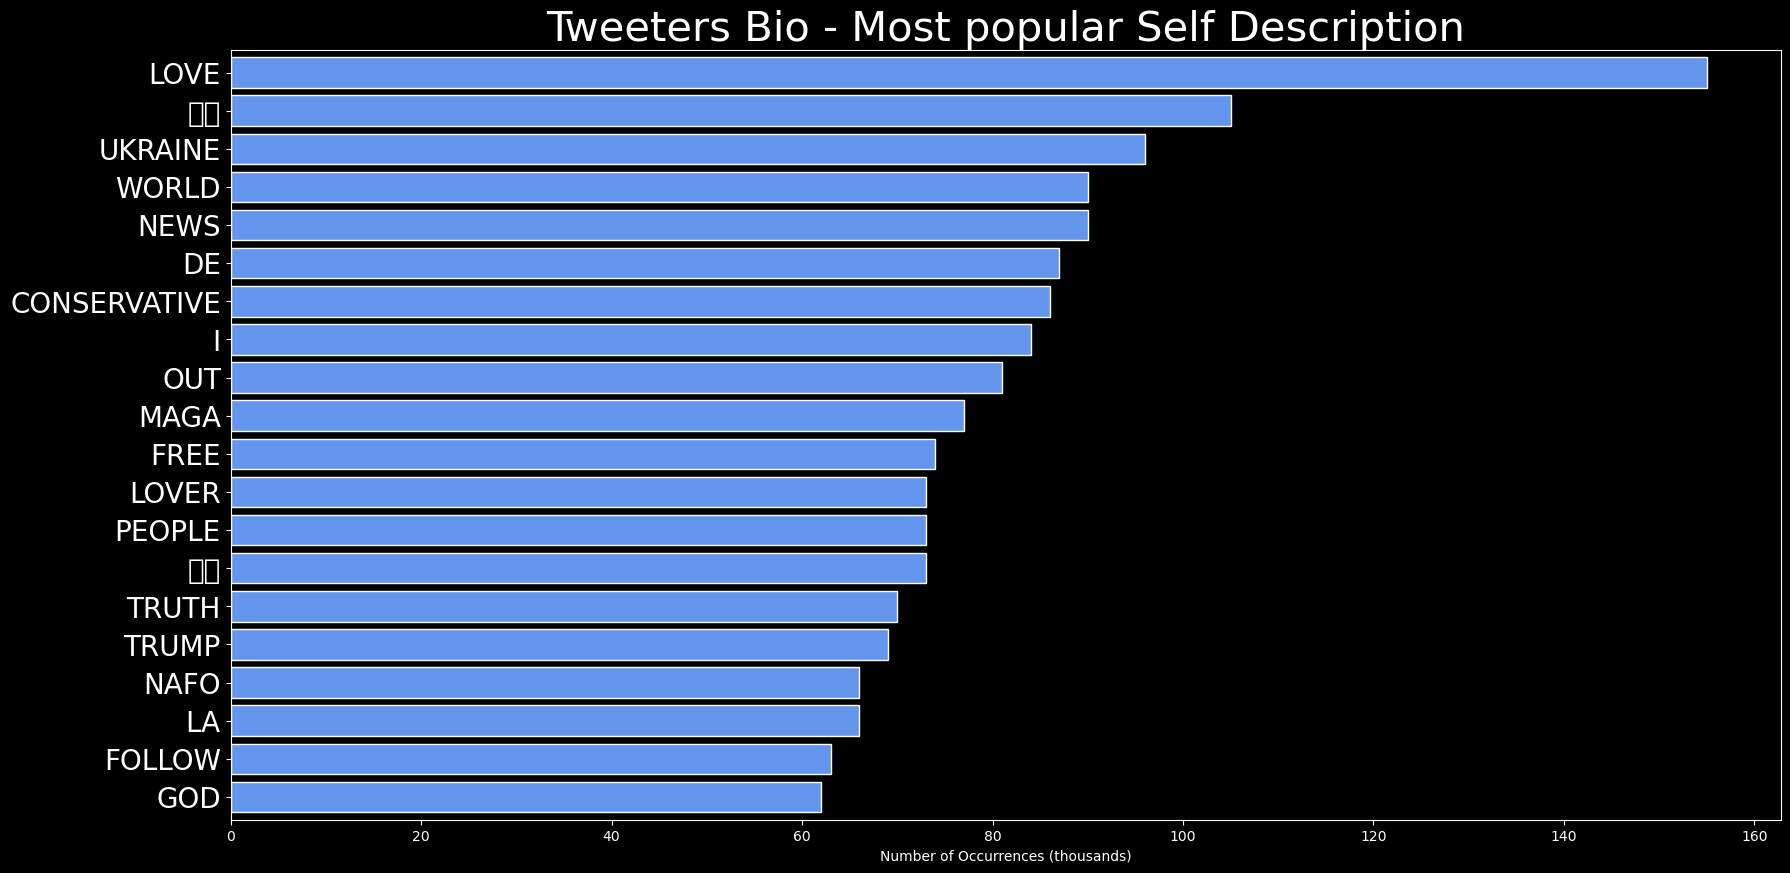 Tweeters Bio - Most popular Self Description
LOVE
UKRAINE
WORLD
NEWS
DE
CONSERVATIVE
I
OUT
MAGA
FREE
LOVER
PEOPLE
TRUTH
TRUMP
NAFO
LA
FOLLOW
GOD
0 20 40 60 80 100 120 140 160
Number of Occurrences (thousands)